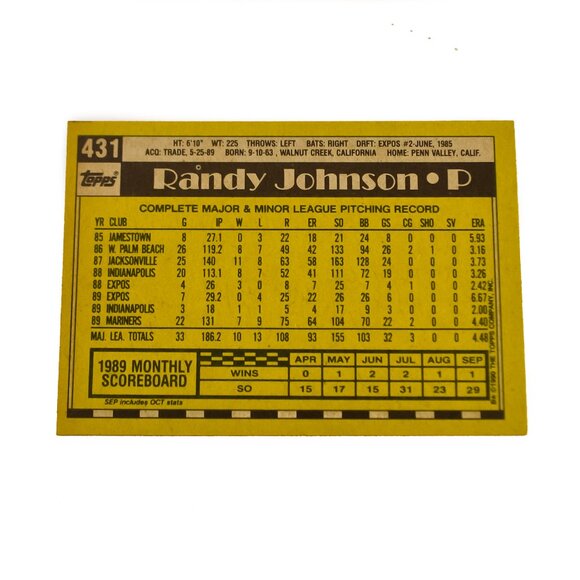 431
HT: 6'10" WT: 225 THROWS: LEFT BATS: RIGHT DRFT: EXPOS #2-JUNE, 1985
ACQ: TRADE, 5-25-89 BORN: 9-10-63, WALNUT CREEK, CALIFORNIA HOME: PENN VALLEY, CALIF.
topps
Randy Johnson • P
COMPLETE MAJOR & MINOR LEAGUE PITCHING RECORD
YR CLUB G IP W L R ER SO BB GS CG SHO SV ERA
85 JAMESTOWN 8 27.1 0 3 22 18 21 24 8 0 0 0 5.93
86 W. PALM BEACH 26 119.2 8 7 49 42 133 94 26 2 1 0 3.16
87 JACKSONVILLE 25 140 11 8 63 58 163 128 24 0 0 0 3.73
88 INDIANAPOLIS 20 113.1 8 7 52 41 111 72 19 0 0 0 3.26
88 EXPOS 4 26 3 0 8 7 25 7 4 1 0 0 2.42
89 EXPOS 7 29.2 0 4 25 22 26 26 6 0 0 0 6.67
89 INDIANAPOLIS 3 18 1 1 5 4 17 9 3 0 0 0 2.00
89 MARINERS 22 131 7 9 75 64 104 70 22 2 0 0 4.40
MAJ. LEA. TOTALS 33 186.2 10 13 108 93 155 103 32 3 0 0 4.48
1989 MONTHLY SCOREBOARD
APR MAY JUN JUL AUG SEP
WINS 0 1 2 2 1 1
SO 15 17 15 31 23 29
SEP includes OCT stats
©1990 THE TOPPS COMPANY, INC.